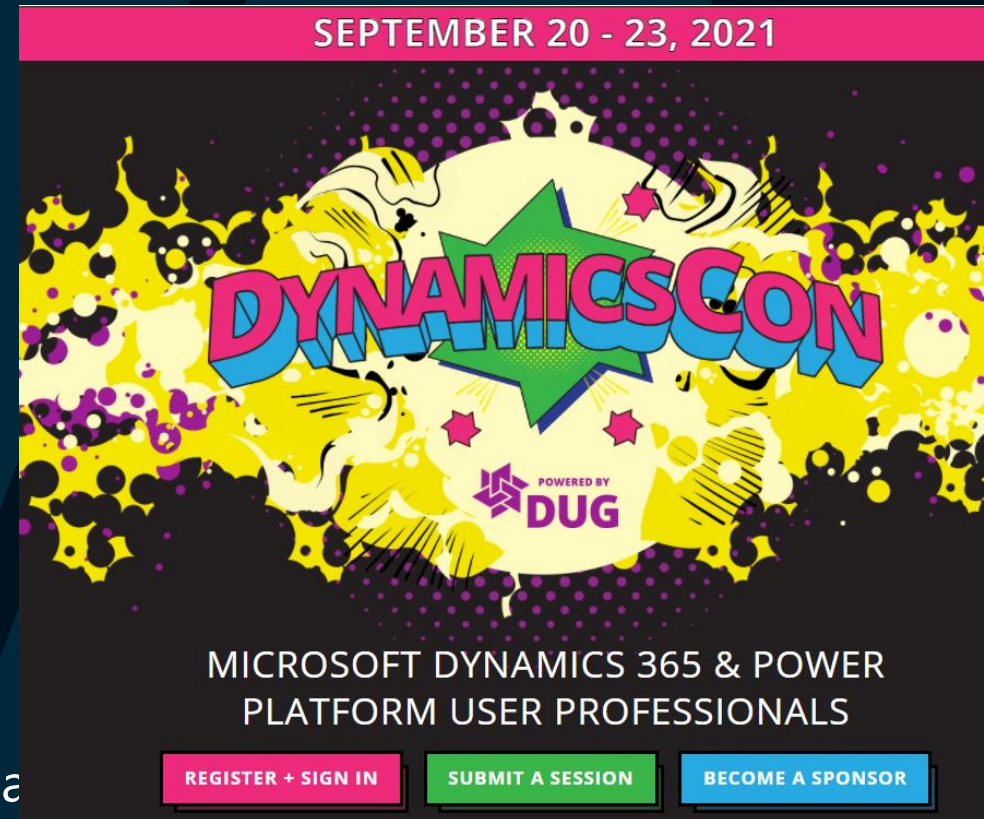 SEPTEMBER 20 - 23, 2021
DYNAMICSCON
POWERED BY
DUG
MICROSOFT DYNAMICS 365 & POWER
PLATFORM USER PROFESSIONALS
REGISTER + SIGN IN
SUBMIT A SESSION
BECOME A SPONSOR